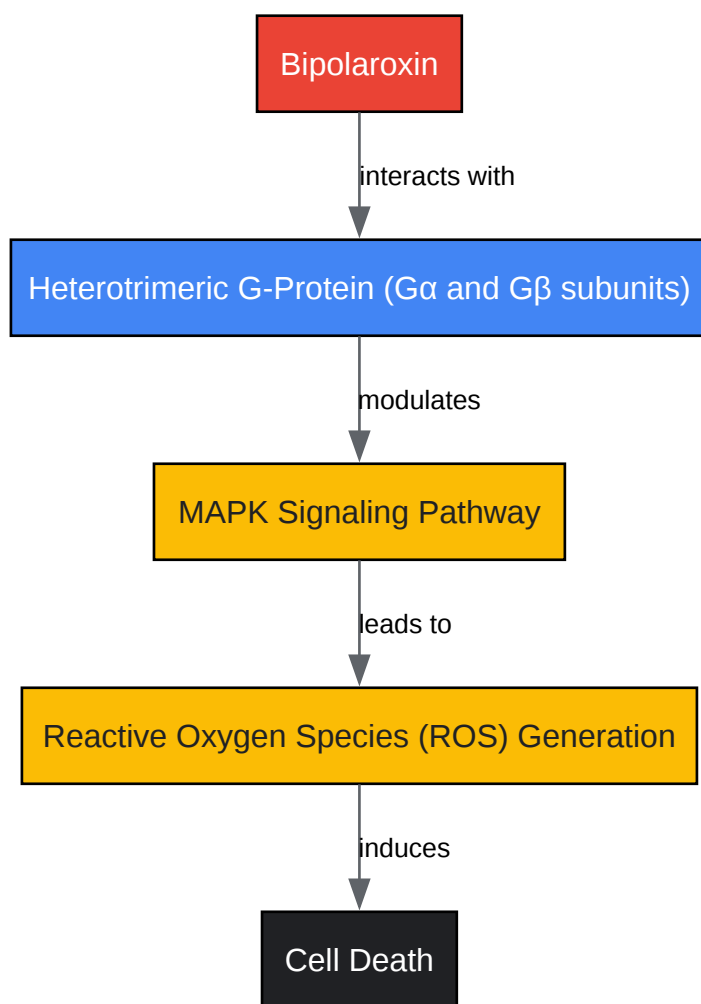 Bipolaroxin
interacts with
Heterotrimeric G-Protein (Gα and Gβ subunits)
modulates
MAPK Signaling Pathway
leads to
Reactive Oxygen Species (ROS) Generation
induces
Cell Death